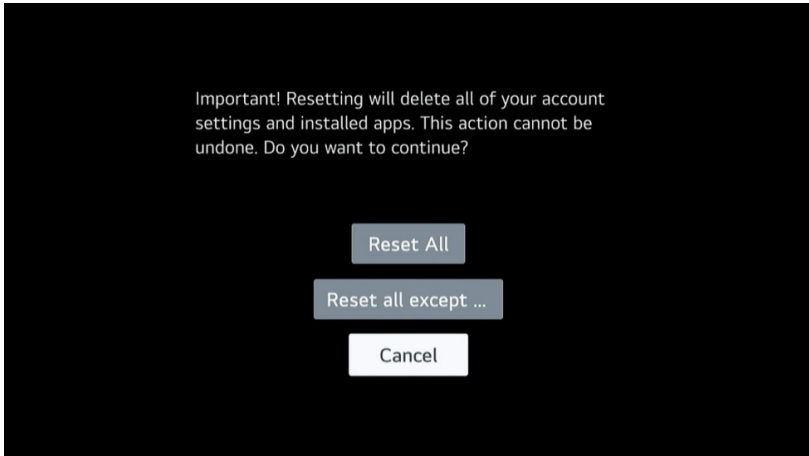 Important! Resetting will delete all of your account
settings and installed apps. This action cannot be
undone. Do you want to continue?
Reset All
Reset all except ...
Cancel